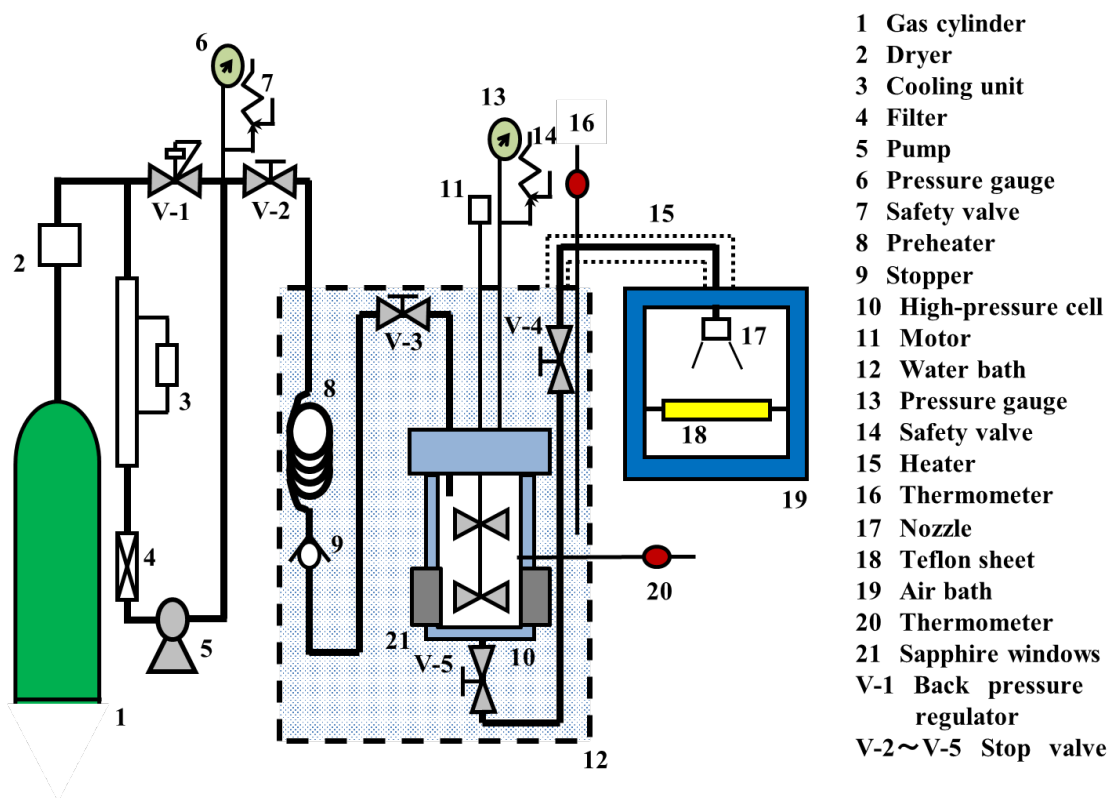 6
7
13
14
16
11
V-1
V-2
15
2
V-3
V-4
17
3
8
18
19
4
9
20
5
21
V-5
10
1
12
1 Gas cylinder
2 Dryer
3 Cooling unit
4 Filter
5 Pump
6 Pressure gauge
7 Safety valve
8 Preheater
9 Stopper
10 High-pressure cell
11 Motor
12 Water bath
13 Pressure gauge
14 Safety valve
15 Heater
16 Thermometer
17 Nozzle
18 Teflon sheet
19 Air bath
20 Thermometer
21 Sapphire windows
V-1 Back pressure
regulator
V-2～V-5 Stop valve